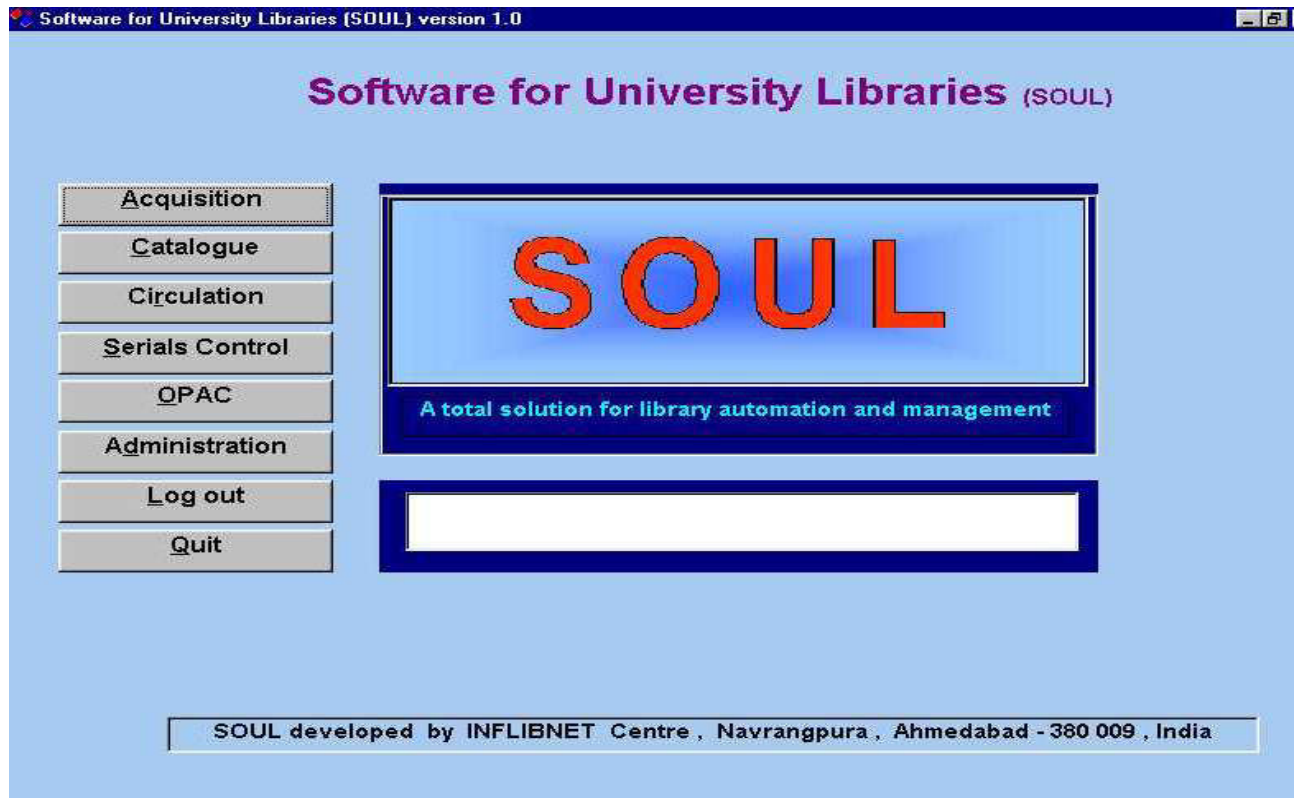 Software for University Libraries (SOUL) version 1.0
Software for University Libraries (SOUL)
Acquisition
Catalogue
Circulation
Serials Control
OPAC
Administration
Log out
Quit
SOUL
A total solution for library automation and management
SOUL developed by INFLIBNET Centre , Navrangpura , Ahmedabad - 380 009 , India